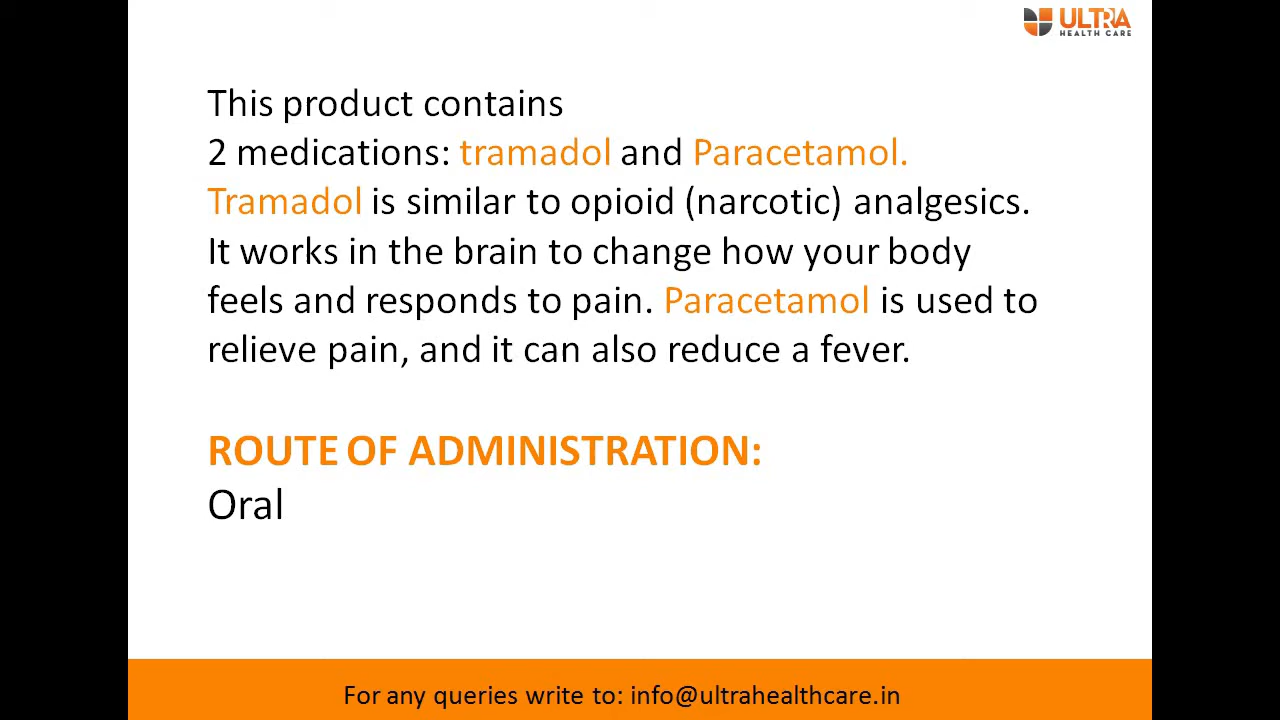 ULTRA
HEALTH CARE
This product contains
2 medications: tramadol and Paracetamol.
Tramadol is similar to opioid (narcotic) analgesics.
It works in the brain to change how your body
feels and responds to pain. Paracetamol is used to
relieve pain, and it can also reduce a fever.
ROUTE OF ADMINISTRATION:
Oral
For any queries write to: info@ultrahealthcare.in